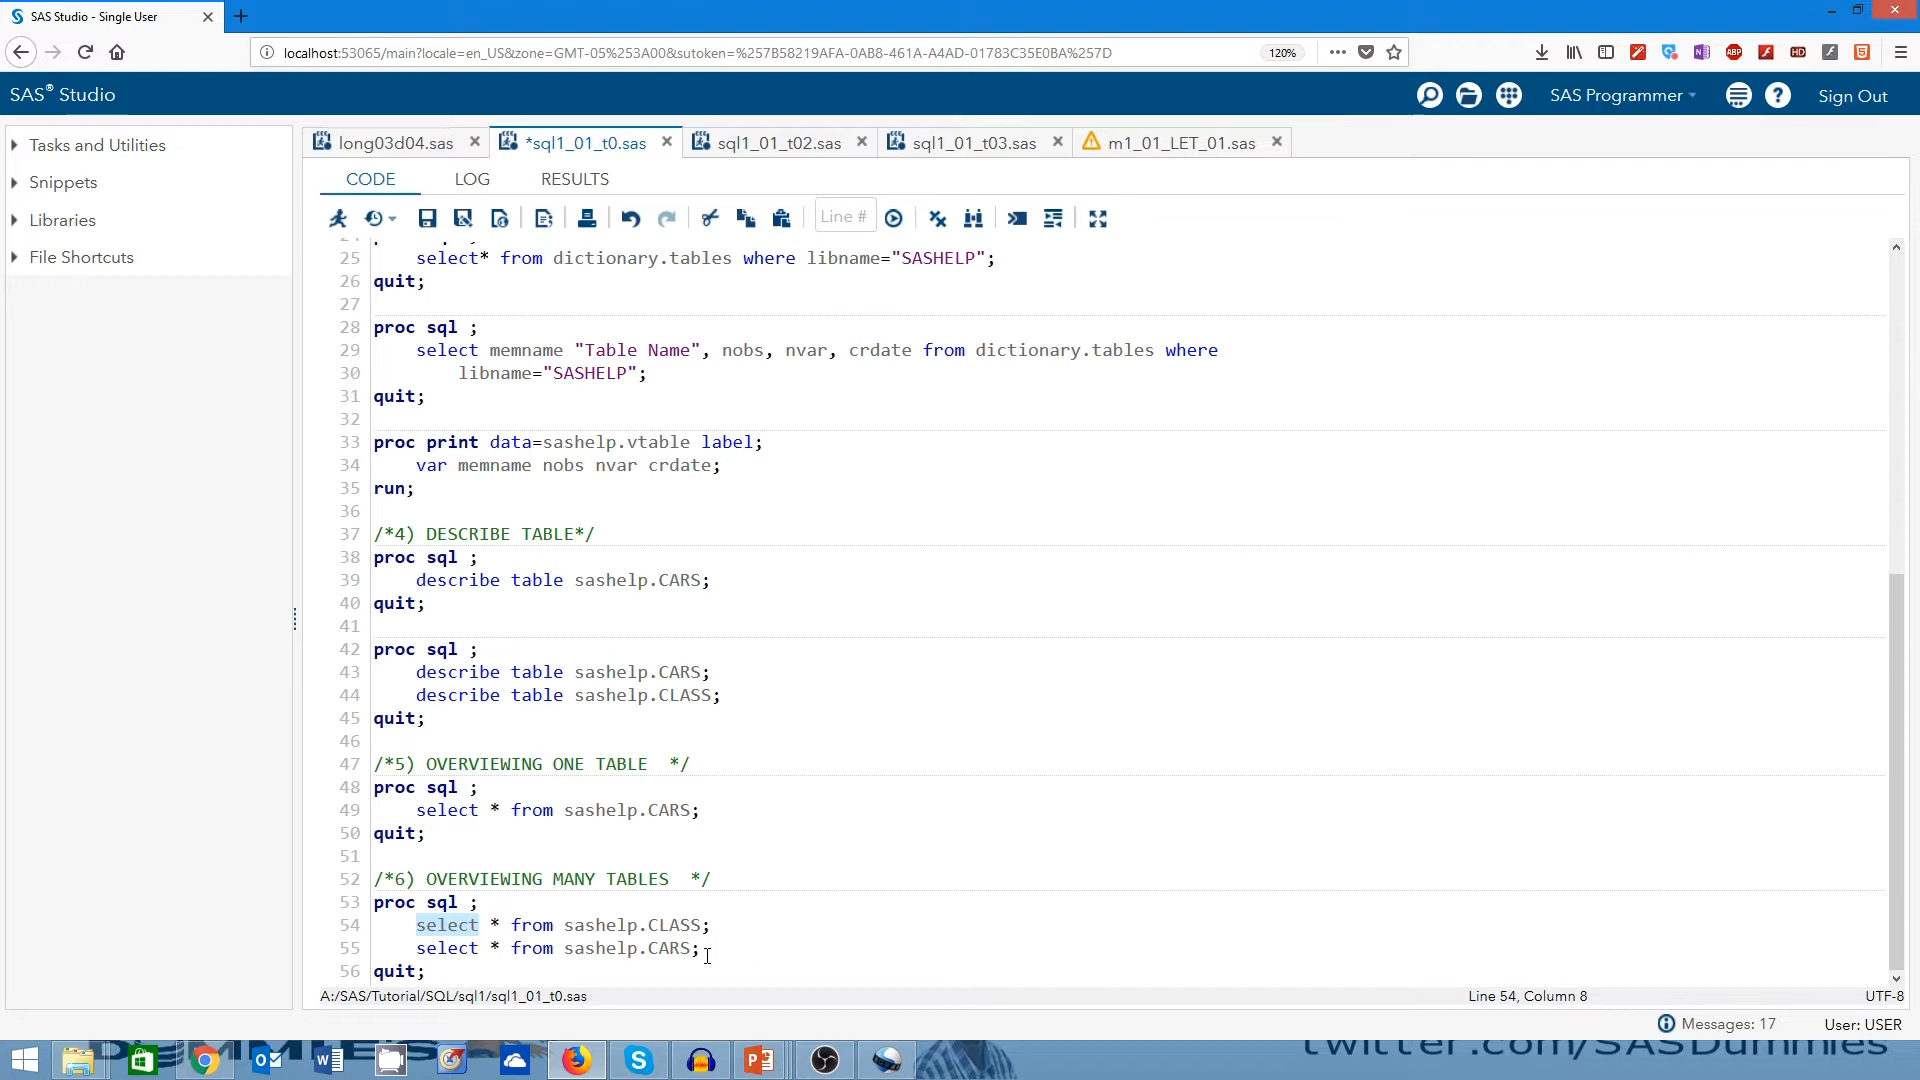 SAS Studio - Single User
localhost:53065/main?locale=en_US&zone=GMT-05%253A00&sutoken=%257B58219AFA-0AB8-461A-A4AD-01783C35E0BA%257D
120%
ABP
HD
SAS® Studio
SAS Programmer
Sign Out
Tasks and Utilities
Snippets
Libraries
File Shortcuts
long03d04.sas
*sql1_01_t0.sas
sql1_01_t02.sas
sql1_01_t03.sas
m1_01_LET_01.sas
CODE LOG RESULTS
Line #
25 select* from dictionary.tables where libname="SASHELP";
26 quit;
27
28 proc sql ;
29 select memname "Table Name", nobs, nvar, crdate from dictionary.tables where
30 libname="SASHELP";
31 quit;
32
33 proc print data=sashelp.vtable label;
34 var memname nobs nvar crdate;
35 run;
36
37 /*4) DESCRIBE TABLE*/
38 proc sql ;
39 describe table sashelp.CARS;
40 quit;
41
42 proc sql ;
43 describe table sashelp.CARS;
44 describe table sashelp.CLASS;
45 quit;
46
47 /*5) OVERVIEWING ONE TABLE */
48 proc sql ;
49 select * from sashelp.CARS;
50 quit;
51
52 /*6) OVERVIEWING MANY TABLES */
53 proc sql ;
54 select * from sashelp.CLASS;
55 select * from sashelp.CARS;
56 quit;
A:/SAS/Tutorial/SQL/sql1/sql1_01_t0.sas
Line 54, Column 8
UTF-8
Messages: 17
User: USER
twitter.com/SASDummies